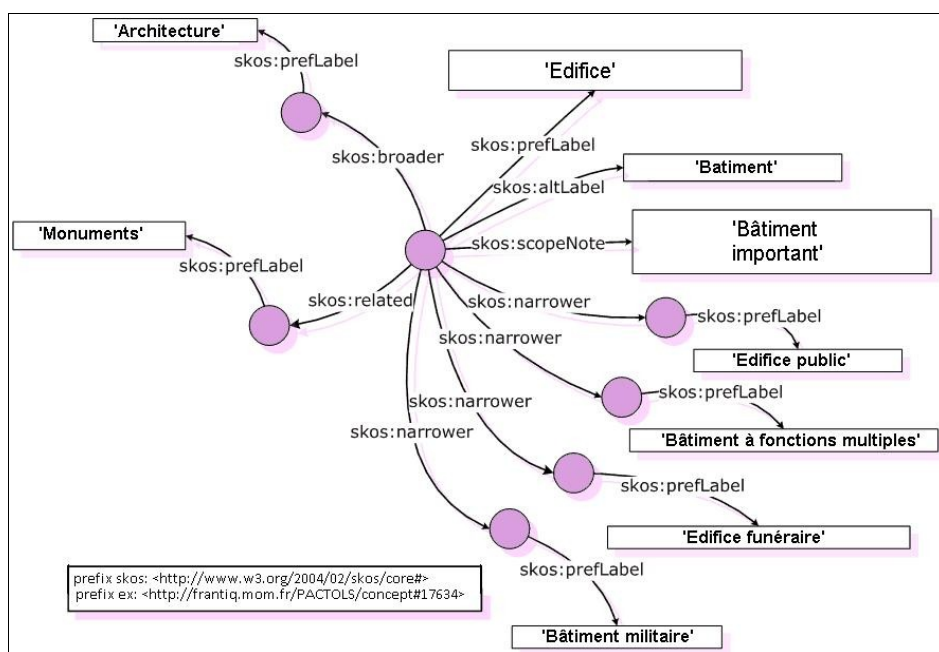 'Architecture'
skos:prefLabel
'Edifice'
skos:prefLabel
skos:broader
'Batiment'
skos:altLabel
'Monuments'
skos:prefLabel
skos:scopeNote
'Bâtiment
important'
skos:related
skos:narrower
skos:prefLabel
'Edifice public'
skos:narrower
skos:prefLabel
'Bâtiment à fonctions multiples'
skos:narrower
skos:narrower
skos:prefLabel
'Edifice funéraire'
skos:prefLabel
'Bâtiment militaire'
prefix skos: <http://www.w3.org/2004/02/skos/core#>
prefix ex: <http://frantiq.mom.fr/PACTOLS/concept#17634>